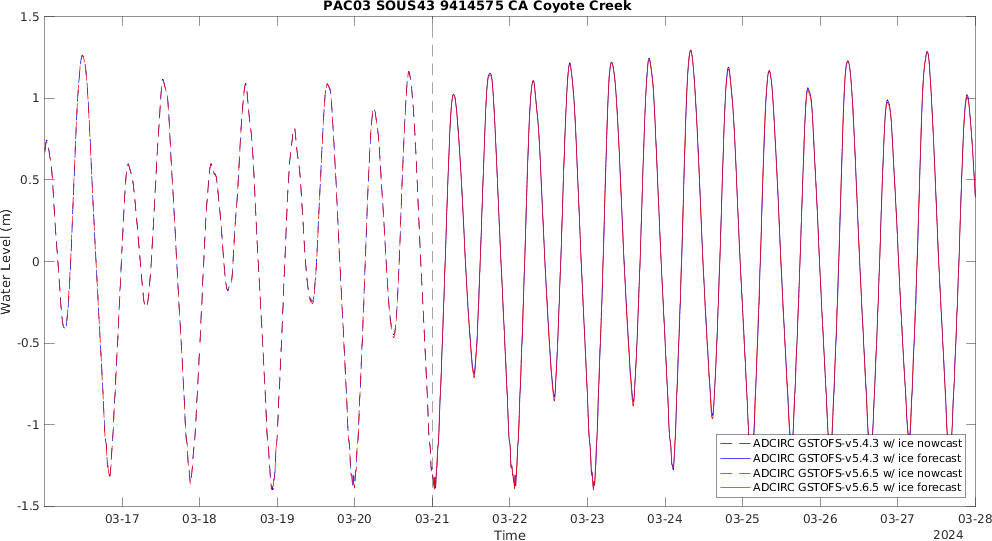 PAC03 SOUS43 9414575 CA Coyote Creek
1.5
1
0.5
0
-0.5
-1
-1.5
Water Level (m)
ADCIRC GSTOFS-v5.4.3 w/ ice nowcast
ADCIRC GSTOFS-v5.4.3 w/ ice forecast
ADCIRC GSTOFS-v5.6.5 w/ ice nowcast
ADCIRC GSTOFS-v5.6.5 w/ ice forecast
03-17 03-18 03-19 03-20 03-21 03-22 03-23 03-24 03-25 03-26 03-27 03-28
Time
2024